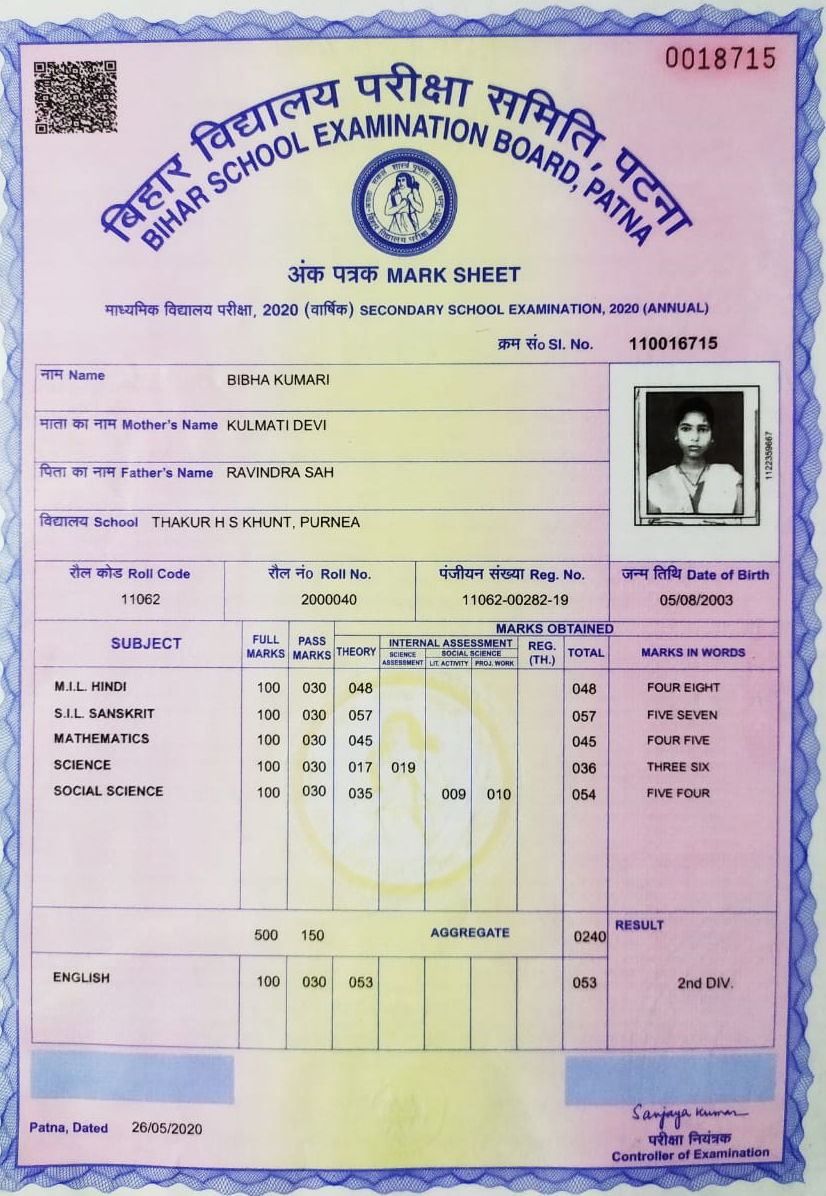 0018715
बिहार विद्यालय परीक्षा समिति, पटना
BIHAR SCHOOL EXAMINATION BOARD, PATNA
अंक पत्रक MARK SHEET
माध्यमिक विद्यालय परीक्षा, 2020 (वार्षिक) SECONDARY SCHOOL EXAMINATION, 2020 (ANNUAL)
क्रम सं० Sl. No. 110016715
नाम Name BIBHA KUMARI
माता का नाम Mother's Name KULMATI DEVI
पिता का नाम Father's Name RAVINDRA SAH
विद्यालय School THAKUR H S KHUNT, PURNEA
1122359667
रौल कोड Roll Code रौल नं० Roll No. पंजीयन संख्या Reg. No. जन्म तिथि Date of Birth
11062 2000040 11062-00282-19 05/08/2003
MARKS OBTAINED
SUBJECT FULL MARKS PASS MARKS THEORY INTERNAL ASSESSMENT REG. (TH.) TOTAL MARKS IN WORDS
SCIENCE ASSESSMENT SOCIAL SCIENCE LIT. ACTIVITY PROJ. WORK
M.I.L. HINDI 100 030 048 048 FOUR EIGHT
S.I.L. SANSKRIT 100 030 057 057 FIVE SEVEN
MATHEMATICS 100 030 045 045 FOUR FIVE
SCIENCE 100 030 017 019 036 THREE SIX
SOCIAL SCIENCE 100 030 035 009 010 054 FIVE FOUR
500 150 AGGREGATE 0240 RESULT
ENGLISH 100 030 053 053 2nd DIV.
Patna, Dated 26/05/2020
Sanjaya Kumar
परीक्षा नियंत्रक
Controller of Examination